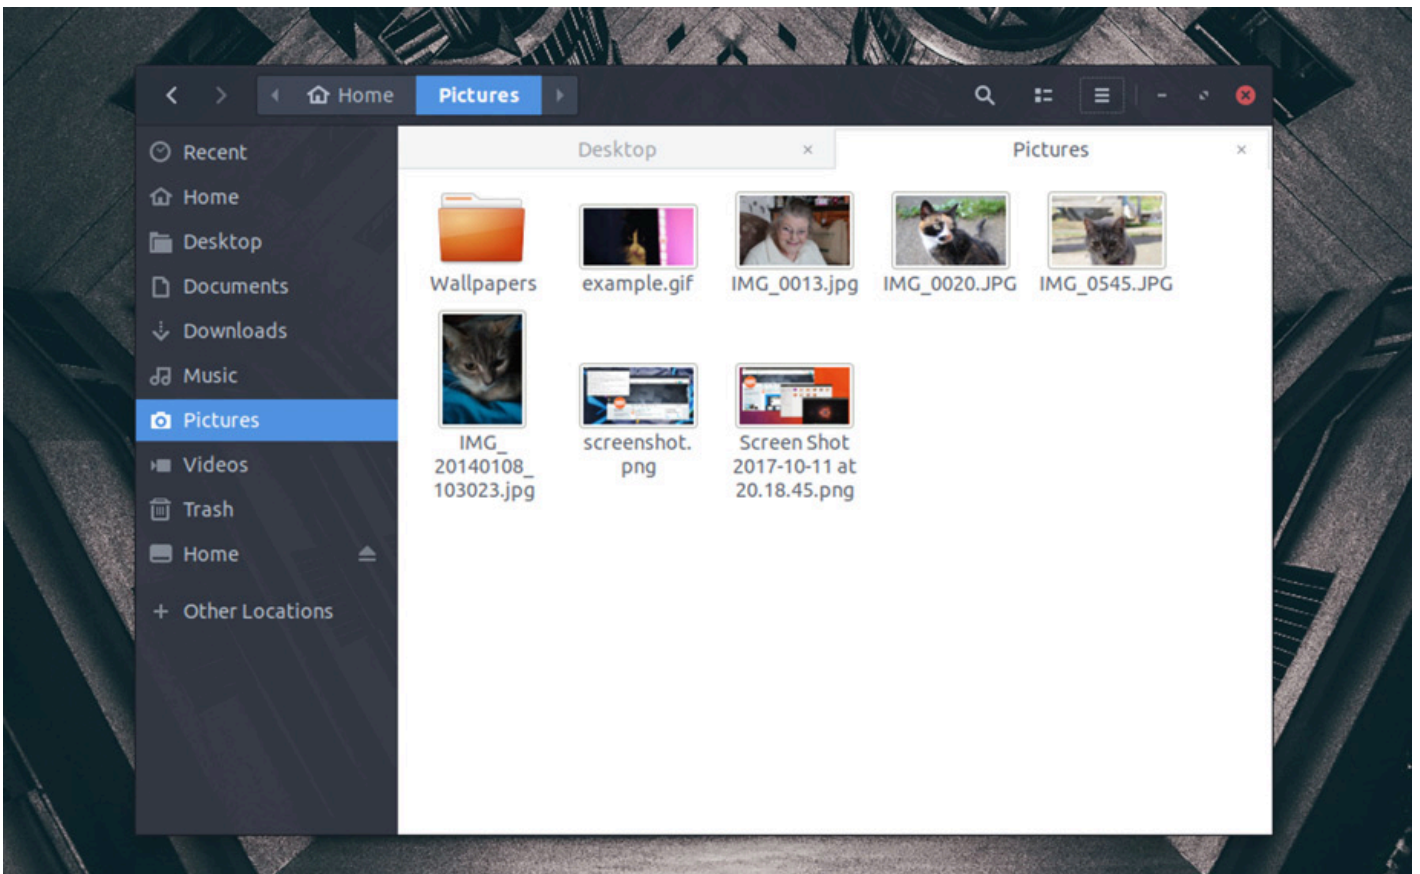 Home
Pictures
Recent
Home
Desktop
Documents
Downloads
Music
Pictures
Videos
Trash
Home
Other Locations
Desktop
Pictures
Wallpapers
example.gif
IMG_0013.jpg
IMG_0020.JPG
IMG_0545.JPG
IMG_
20140108_
103023.jpg
screenshot.
png
Screen Shot
2017-10-11 at
20.18.45.png